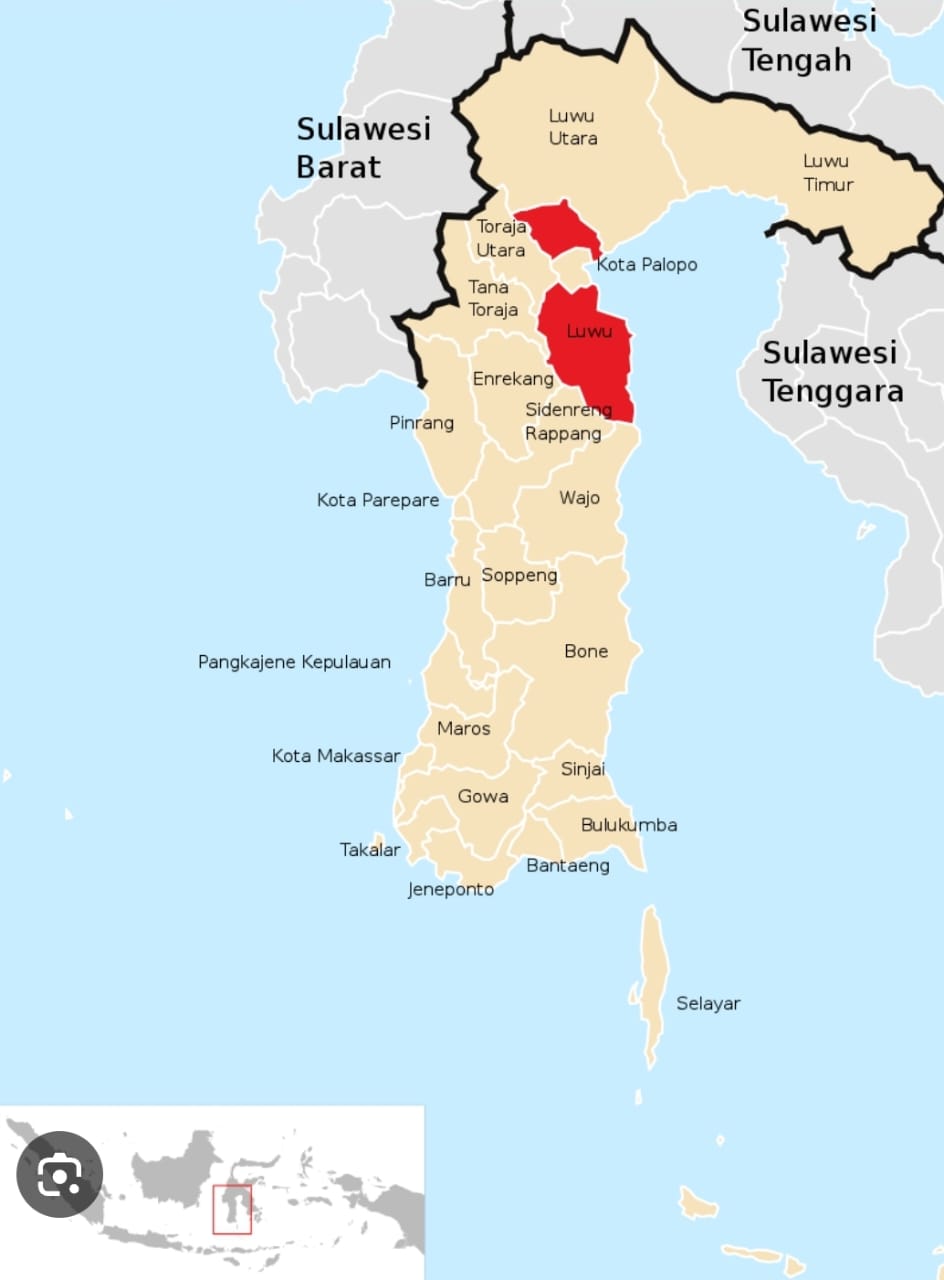 Sulawesi
Tengah
Sulawesi
Barat
Luwu
Utara
Luwu
Timur
Toraja
Utara
Kota Palopo
Tana
Toraja
Luwu
Sulawesi
Tenggara
Enrekang
Sidenreng
Rappang
Pinrang
Kota Parepare
Wajo
Barru
Soppeng
Bone
Pangkajene Kepulauan
Maros
Kota Makassar
Sinjai
Gowa
Bulukumba
Takalar
Bantaeng
Jeneponto
Selayar